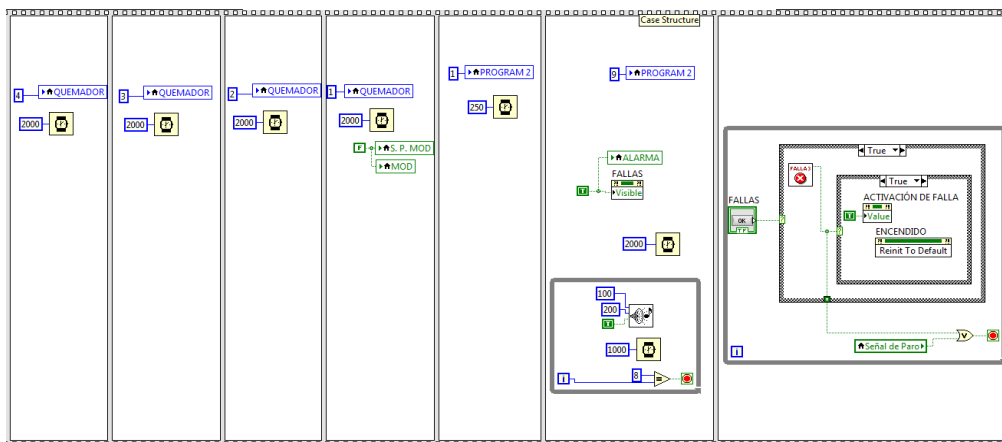 4
QUEMADOR
2000
3
QUEMADOR
2000
2
QUEMADOR
2000
1
QUEMADOR
2000
F
S. P. MOD
MOD
1
PROGRAM 2
250
Case Structure
9
PROGRAM 2
ALARMA
FALLAS
T
Visible
2000
100
200
T
1000
i
8
=
FALLAS
OK
TF
True
FALLAS
?
True
ACTIVACIÓN DE FALLA
T
Value
?
ENCENDIDO
Reinit To Default
Señal de Paro
V
i